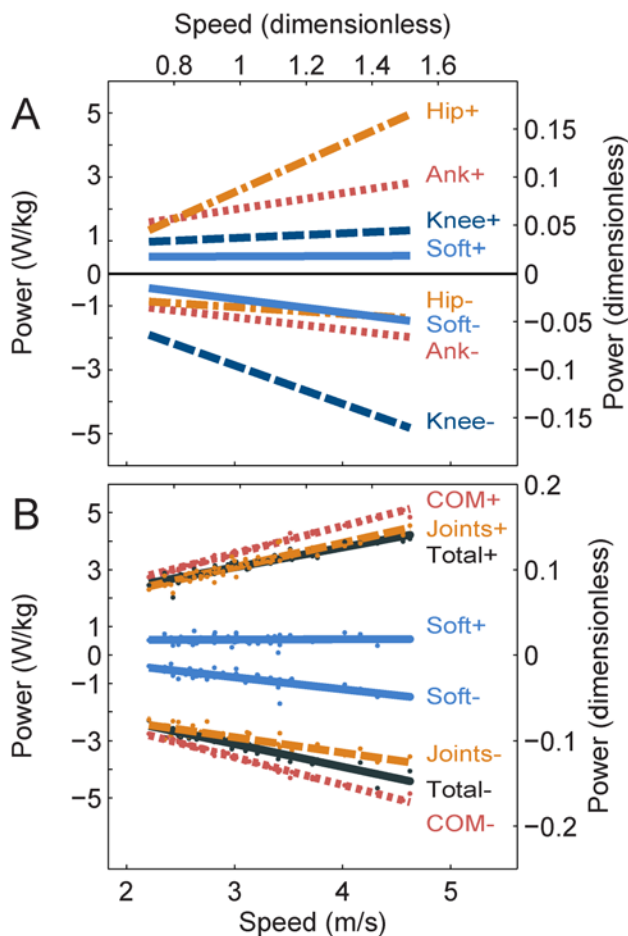 Speed (dimensionless)
0.8 1 1.2 1.4 1.6
A
Power (W/kg)
5
3
1
0
−1
−3
−5
Hip+
Ank+
Knee+
Soft+
Hip-
Soft-
Ank-
Knee-
0.15
0.1
0.05
0
−0.05
−0.1
−0.15
Power (dimensionless)
B
Power (W/kg)
5
3
1
0
−1
−3
−5
COM+
Joints+
Total+
Soft+
Soft-
Joints-
Total-
COM-
0.2
0.1
0
−0.1
−0.2
Power (dimensionless)
2 3 4 5
Speed (m/s)